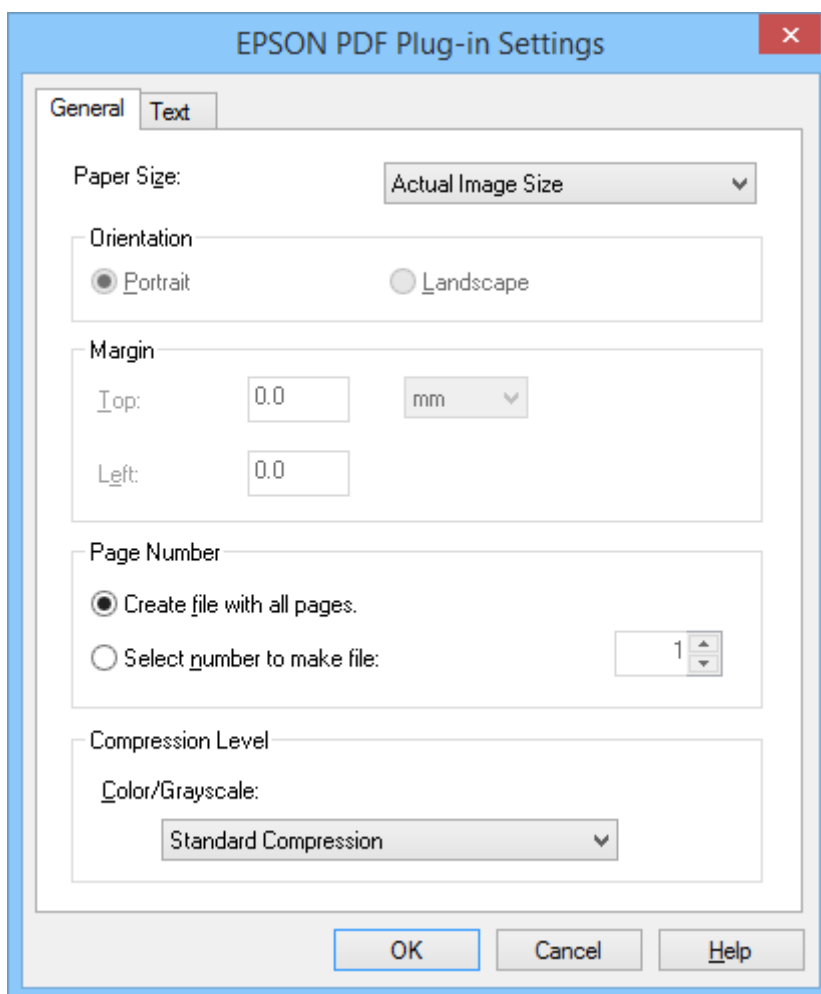 EPSON PDF Plug-in Settings
General Text
Paper Size: Actual Image Size
Orientation
Portrait Landscape
Margin
Top: 0.0 mm
Left: 0.0
Page Number
Create file with all pages.
Select number to make file: 1
Compression Level
Color/Grayscale:
Standard Compression
OK Cancel Help